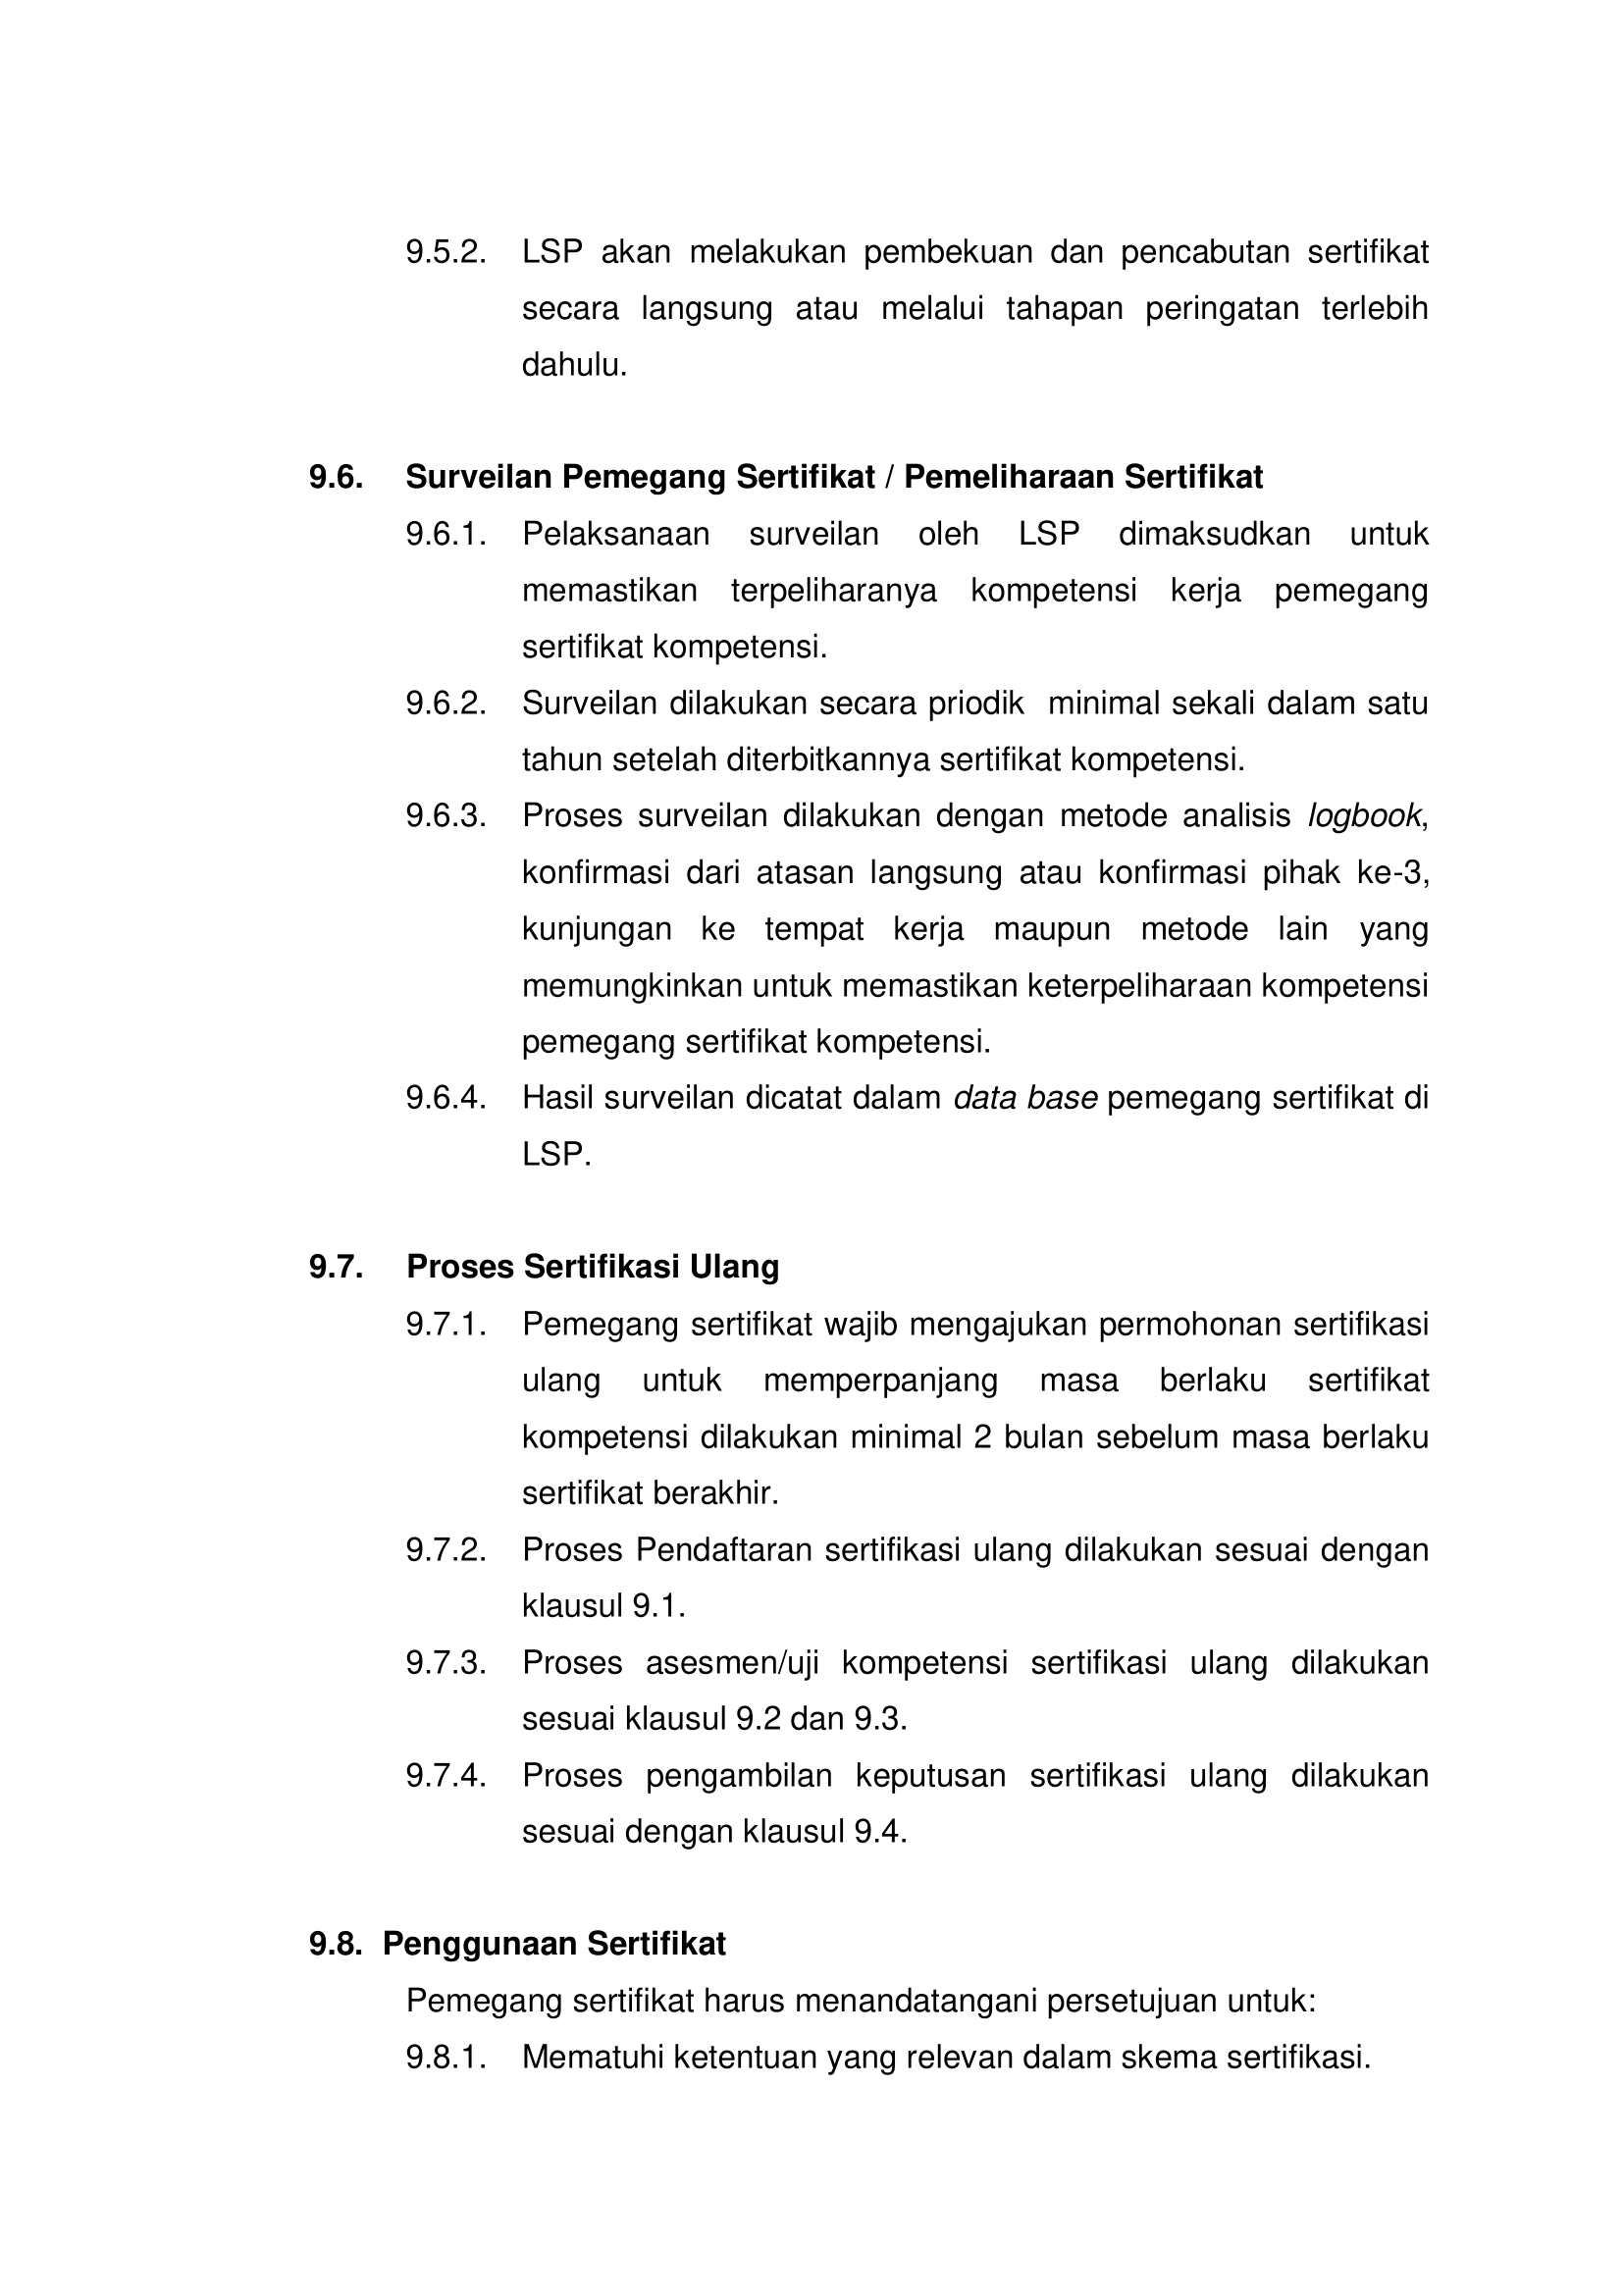 9.5.2. LSP akan melakukan pembekuan dan pencabutan sertifikat
secara langsung atau melalui tahapan peringatan terlebih
dahulu.
9.6. Surveilan Pemegang Sertifikat / Pemeliharaan Sertifikat
9.6.1. Pelaksanaan surveilan oleh LSP dimaksudkan untuk
memastikan terpeliharanya kompetensi kerja pemegang
sertifikat kompetensi.
9.6.2. Surveilan dilakukan secara priodik  minimal sekali dalam satu
tahun setelah diterbitkannya sertifikat kompetensi.
9.6.3. Proses surveilan dilakukan dengan metode analisis logbook,
konfirmasi dari atasan langsung atau konfirmasi pihak ke-3,
kunjungan ke tempat kerja maupun metode lain yang
memungkinkan untuk memastikan keterpeliharaan kompetensi
pemegang sertifikat kompetensi.
9.6.4. Hasil surveilan dicatat dalam data base pemegang sertifikat di
LSP.
9.7. Proses Sertifikasi Ulang
9.7.1. Pemegang sertifikat wajib mengajukan permohonan sertifikasi
ulang untuk memperpanjang masa berlaku sertifikat
kompetensi dilakukan minimal 2 bulan sebelum masa berlaku
sertifikat berakhir.
9.7.2. Proses Pendaftaran sertifikasi ulang dilakukan sesuai dengan
klausul 9.1.
9.7.3. Proses asesmen/uji kompetensi sertifikasi ulang dilakukan
sesuai klausul 9.2 dan 9.3.
9.7.4. Proses pengambilan keputusan sertifikasi ulang dilakukan
sesuai dengan klausul 9.4.
9.8. Penggunaan Sertifikat
Pemegang sertifikat harus menandatangani persetujuan untuk:
9.8.1. Mematuhi ketentuan yang relevan dalam skema sertifikasi.